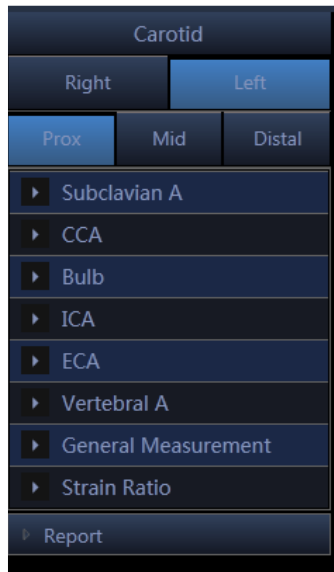 Carotid
Right Left
Prox Mid Distal
Subclavian A
CCA
Bulb
ICA
ECA
Vertebral A
General Measurement
Strain Ratio
Report